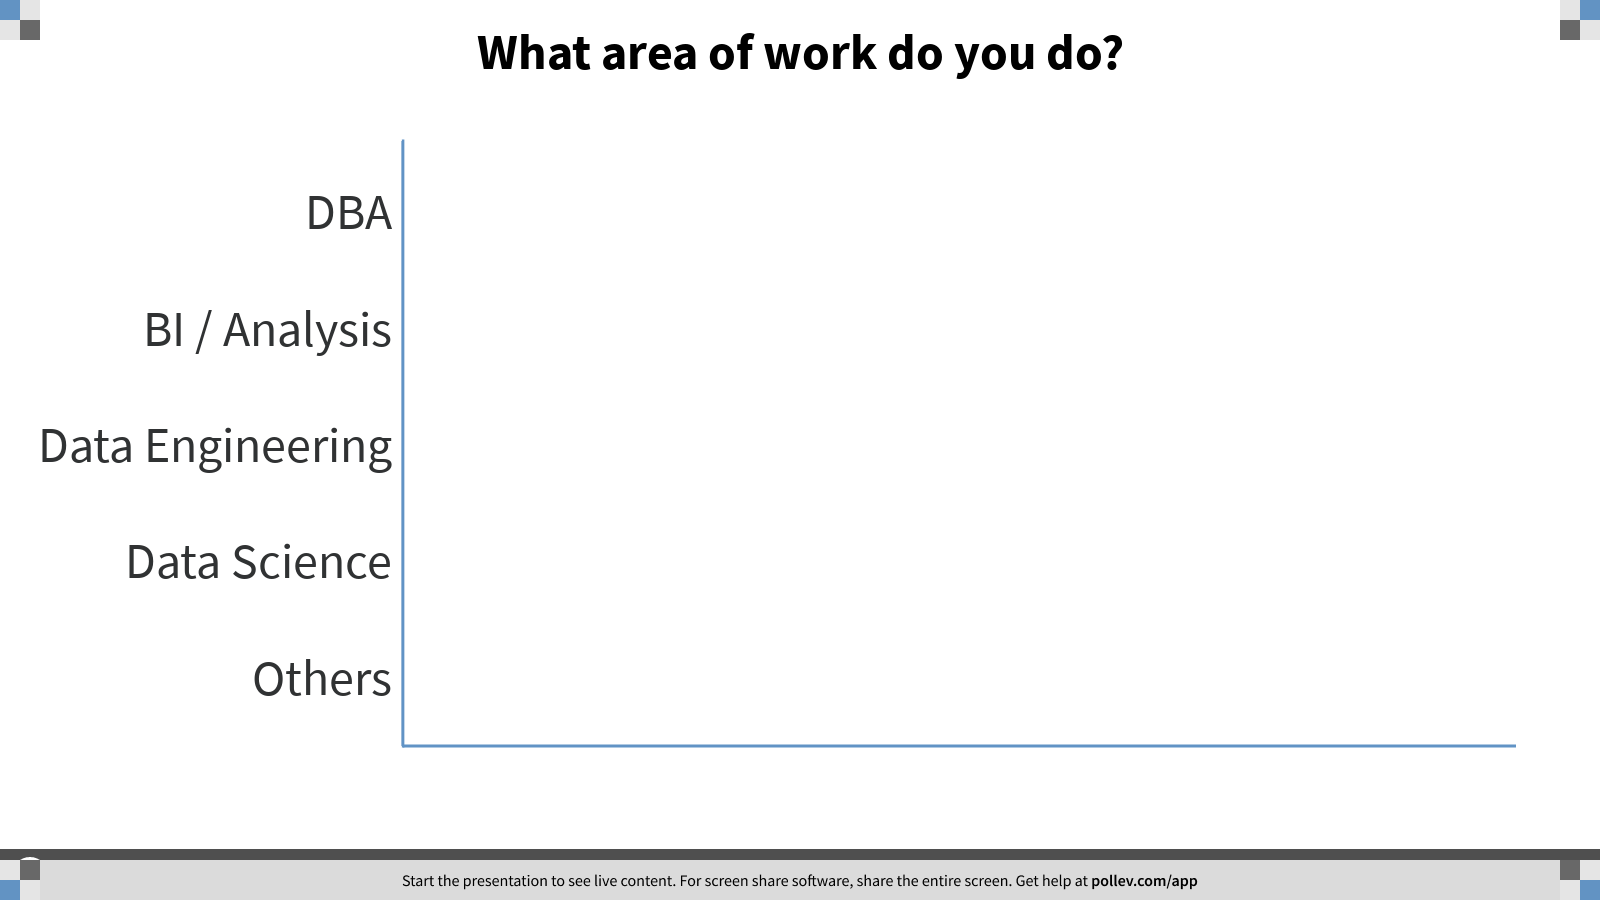 What area of work do you do?
DBA
BI / Analysis
Data Engineering
Data Science
Others
Start the presentation to see live content. For screen share software, share the entire screen. Get help at pollev.com/app